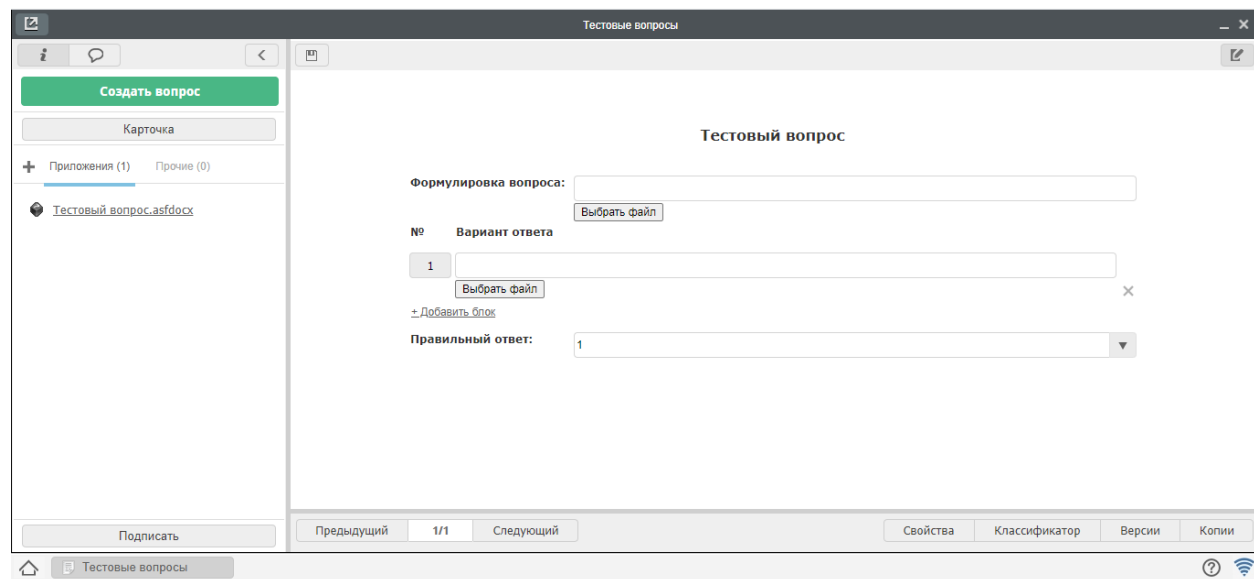 Тестовые вопросы
Создать вопрос
Карточка
Приложения (1) Прочие (0)
Тестовый вопрос.asfdocx
Подписать
Тестовый вопрос
Формулировка вопроса:
Выбрать файл
№ Вариант ответа
1
Выбрать файл
+ Добавить блок
Правильный ответ:
1
Предыдущий 1/1 Следующий Свойства Классификатор Версии Копии
Тестовые вопросы